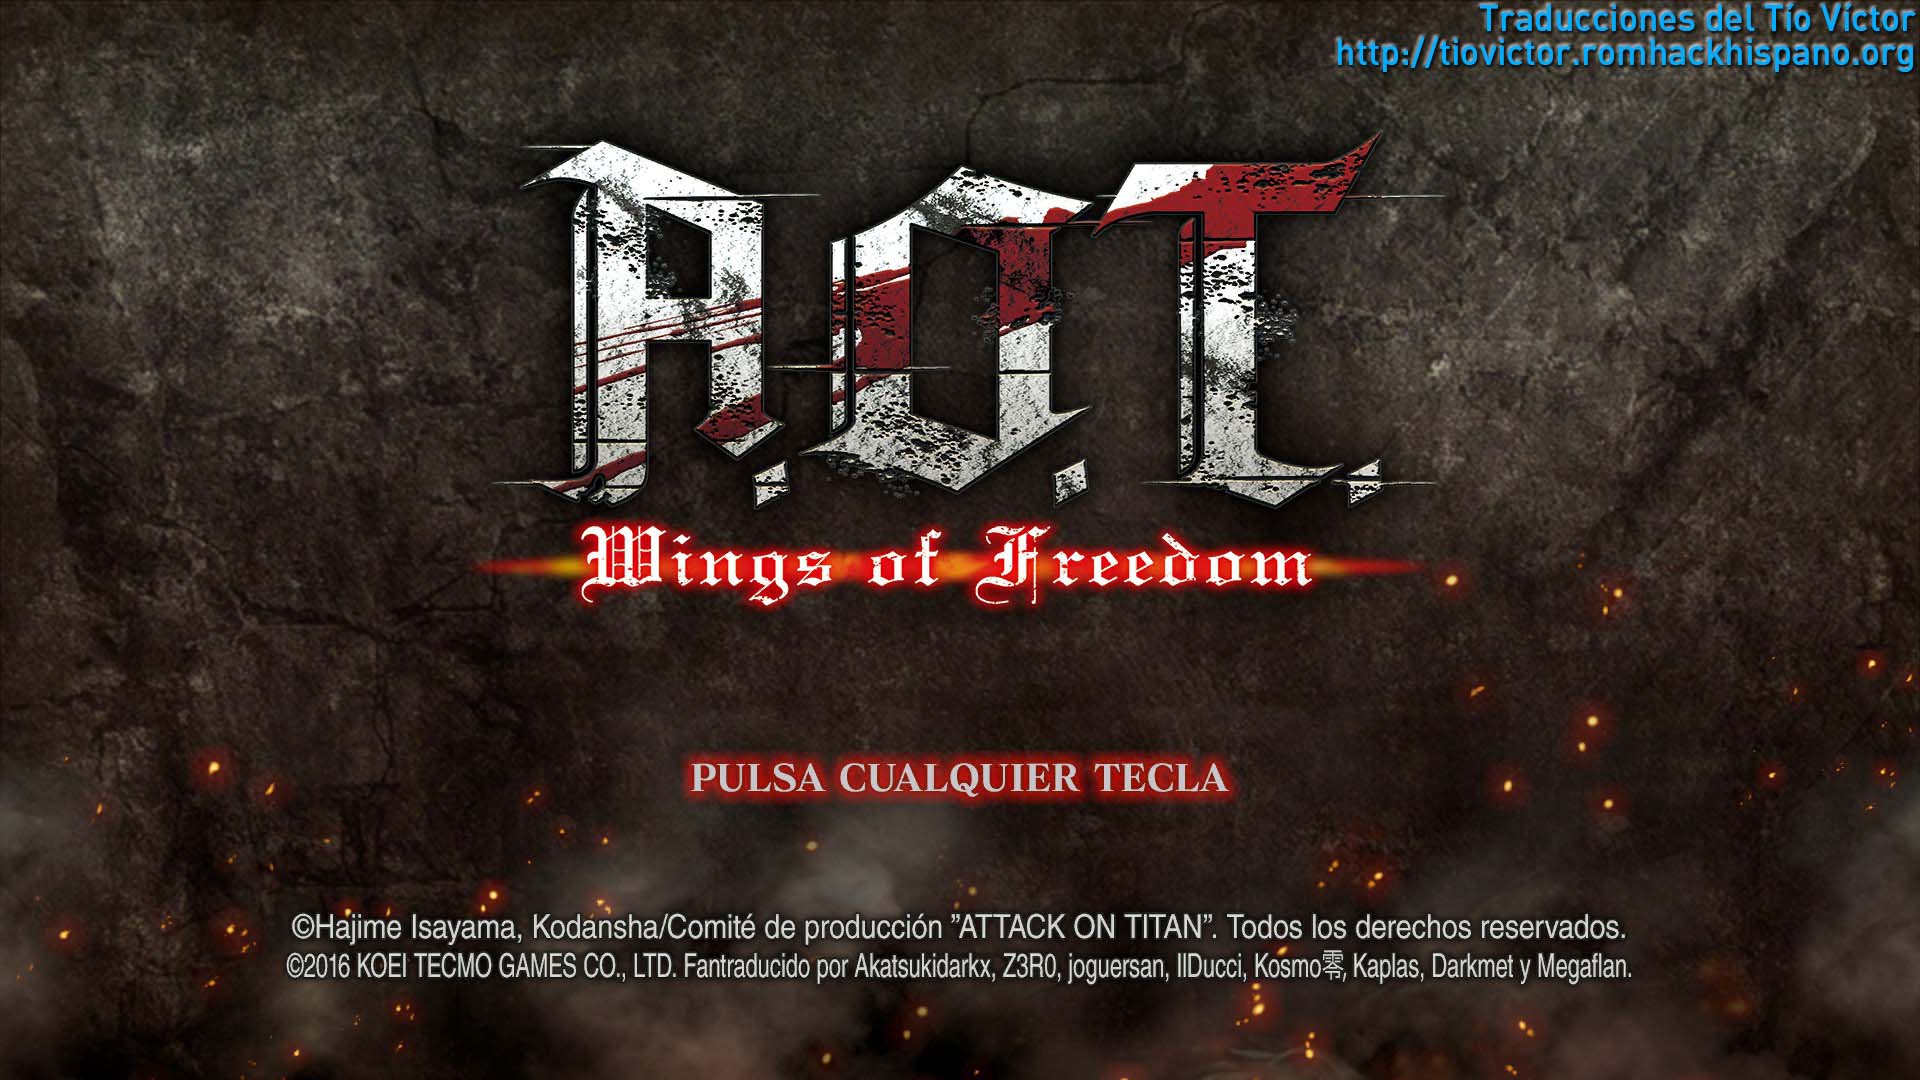 Traducciones del Tío Víctor
http://tiovictor.romhackhispano.org
A.O.T.
Wings of Freedom
PULSA CUALQUIER TECLA
©Hajime Isayama, Kodansha/Comité de producción ”ATTACK ON TITAN”. Todos los derechos reservados.
©2016 KOEI TECMO GAMES CO., LTD. Fantraducido por Akatsukidarkx, Z3R0, joguersan, IlDucci, Kosmo零, Kaplas, Darkmet y Megaflan.